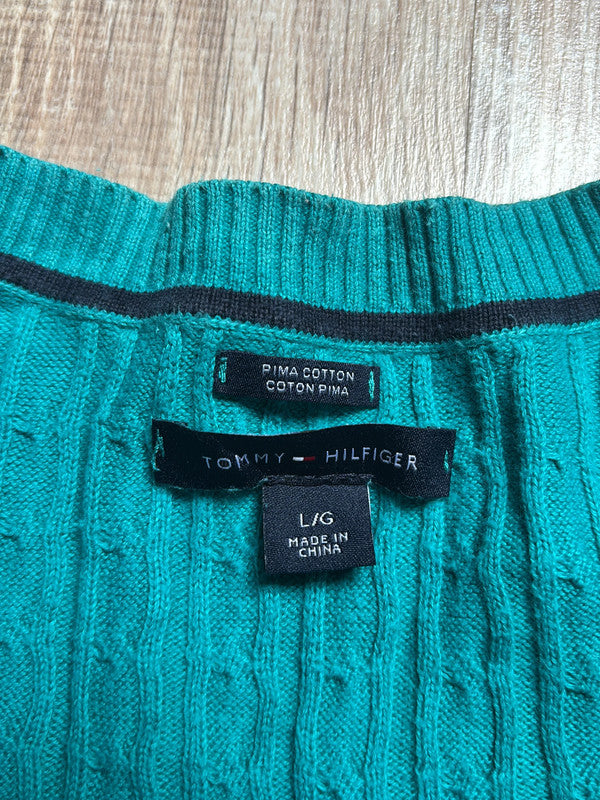 PIMA COTTON
COTON PIMA
TOMMY HILFIGER
L/G
MADE IN
CHINA